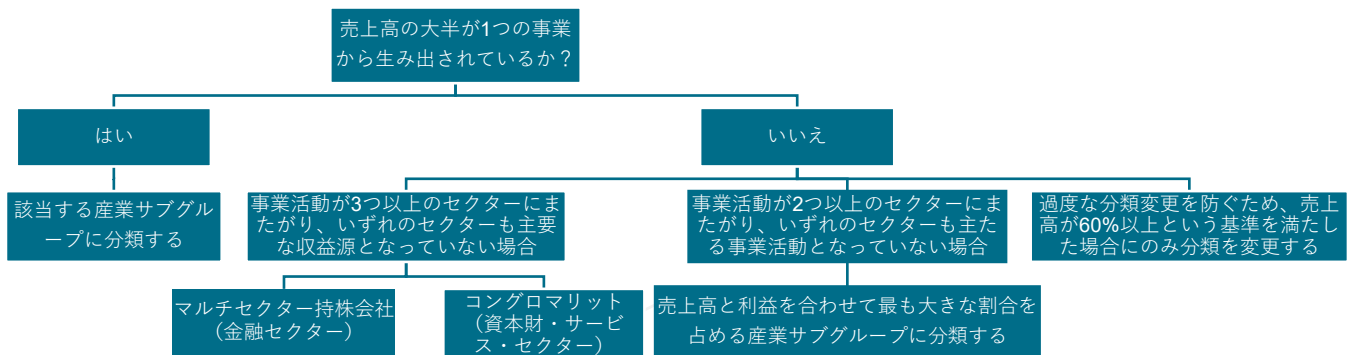 売上高の大半が1つの事業
から生み出されているか？
はい
いいえ
該当する産業サブグル
ープに分類する
事業活動が3つ以上のセクターにま
たがり、いずれのセクターも主要
な収益源となっていない場合
事業活動が2つ以上のセクターにま
たがり、いずれのセクターも主た
る事業活動となっていない場合
過度な分類変更を防ぐため、売上
高が60%以上という基準を満たし
た場合にのみ分類を変更する
マルチセクター持株会社
（金融セクター）
コングロマリット
（資本財・サービ
ス・セクター）
売上高と利益を合わせて最も大きな割合を
占める産業サブグループに分類する